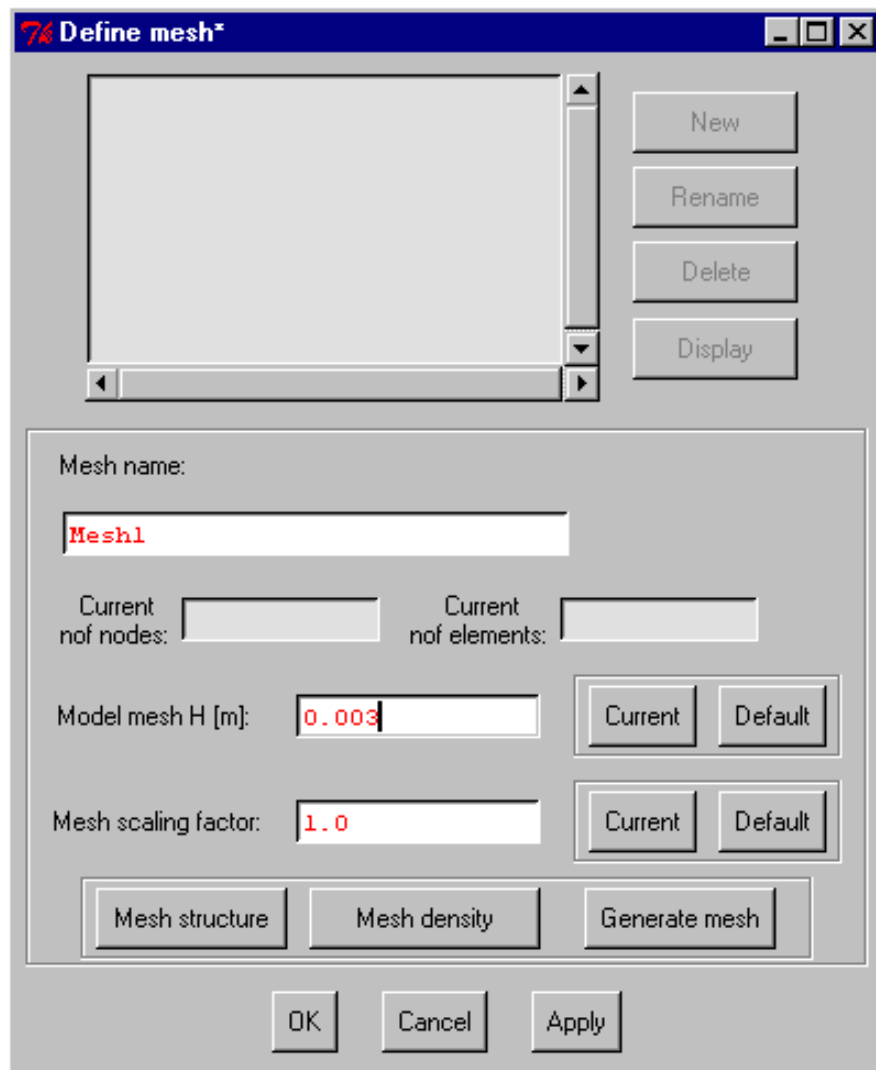 Define mesh*
New
Rename
Delete
Display
Mesh name:
Mesh1
Current
nof nodes:
Current
nof elements:
Model mesh H [m]: 0.003 Current Default
Mesh scaling factor: 1.0 Current Default
Mesh structure Mesh density Generate mesh
OK Cancel Apply